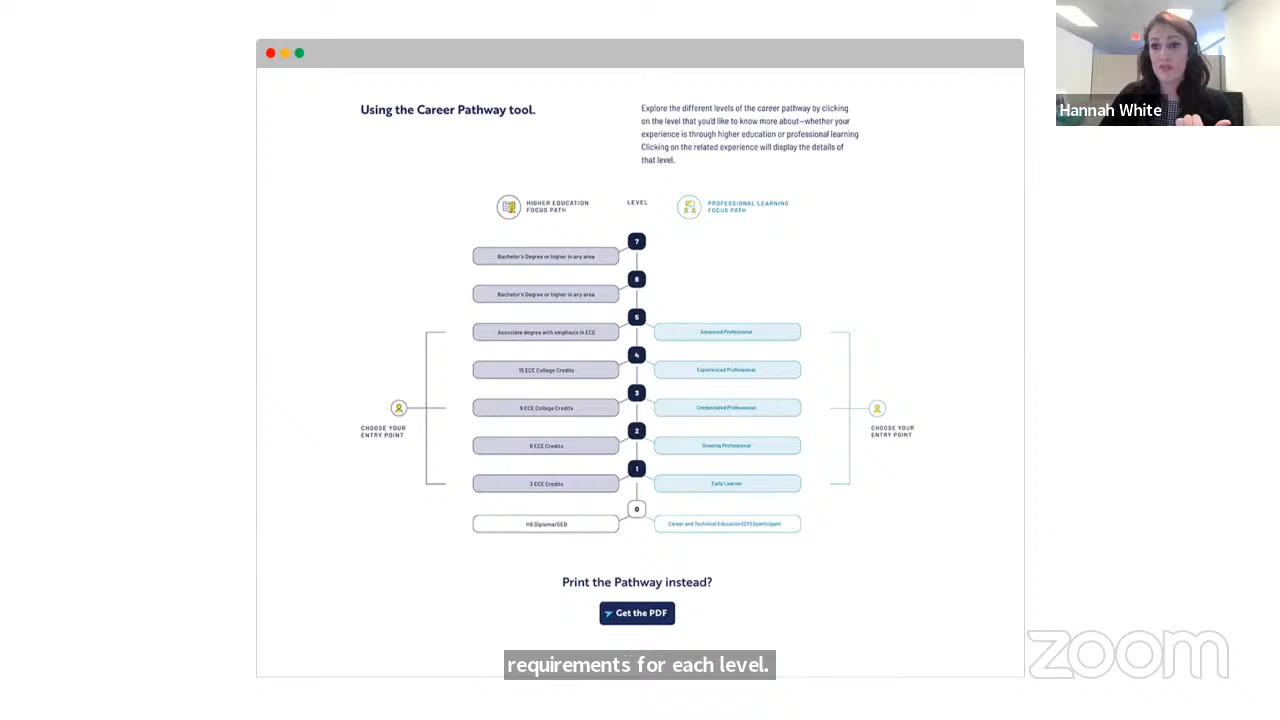 Hannah White
Using the Career Pathway tool.
Explore the different levels of the career pathway by clicking
on the level that you'd like to know more about—whether your
experience is through higher education or professional learning
Clicking on the related experience will display the details of
that level.
HIGHER EDUCATION
FOCUS PATH
LEVEL
PROFESSIONAL LEARNING
FOCUS PATH
7
Bachelor's Degree or higher in any area
6
Bachelor's Degree or higher in any area
5
Associate degree with emphasis in ECE
Advanced Professional
4
15 ECE College Credits
Experienced Professional
3
9 ECE College Credits
Credentialed Professional
CHOOSE YOUR
ENTRY POINT
CHOOSE YOUR
ENTRY POINT
2
6 ECE Credits
Growing Professional
1
3 ECE Credits
Early Learner
0
HS Diploma/GED
Career and Technical Education (CTE) participant
Print the Pathway instead?
Get the PDF
requirements for each level.
zoom